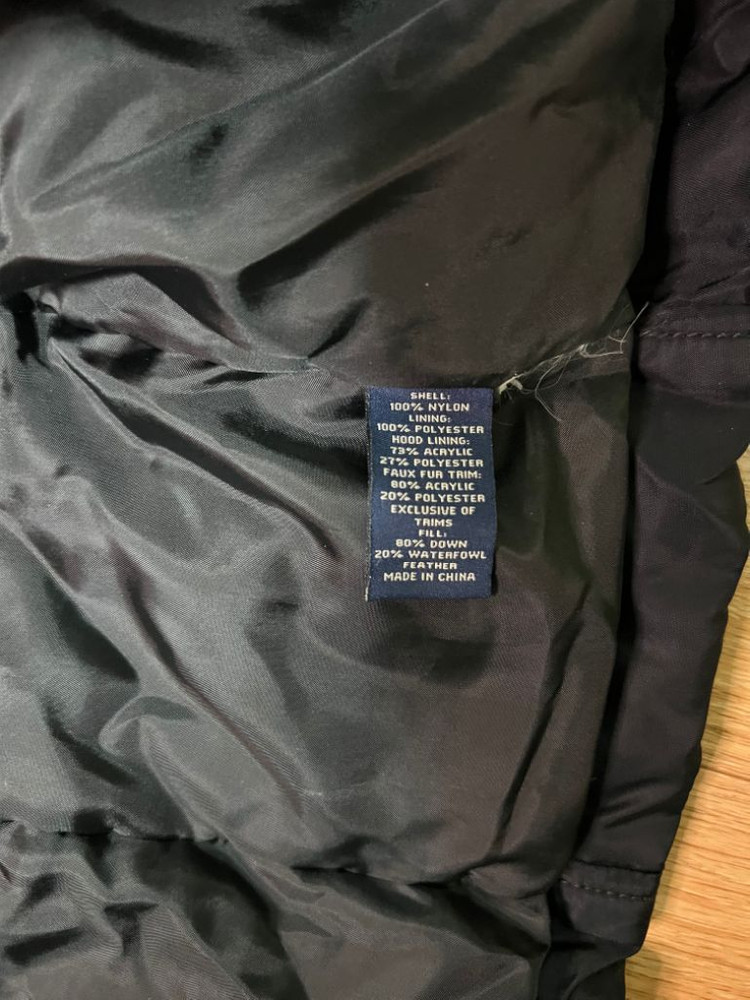 SHELL:
100% NYLON
LINING:
100% POLYESTER
HOOD LINING:
73% ACRYLIC
27% POLYESTER
FAUX FUR TRIM:
80% ACRYLIC
20% POLYESTER
EXCLUSIVE OF
TRIMS
FILL:
80% DOWN
20% WATERFOWL
FEATHER
MADE IN CHINA